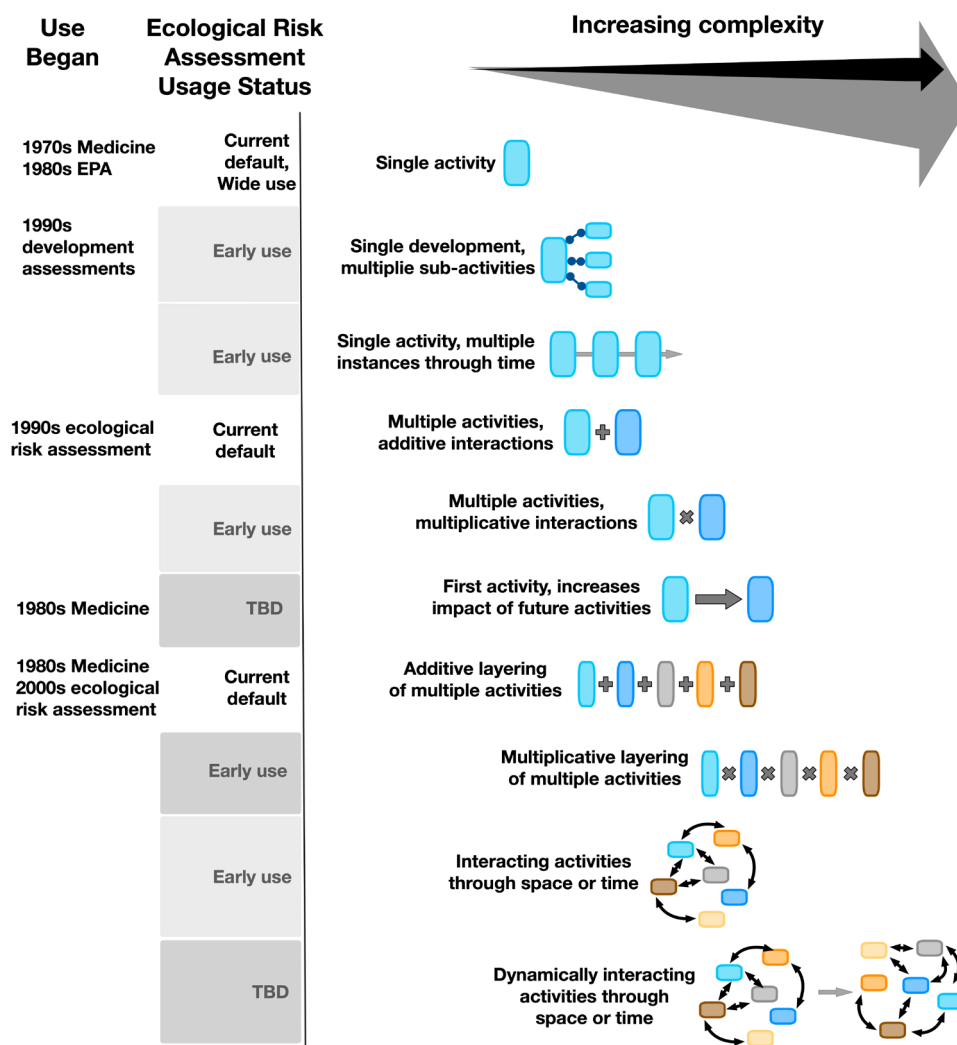 Use
Began
Ecological Risk
Assessment
Usage Status
Increasing complexity
1970s Medicine
1980s EPA
Current
default,
Wide use
Single activity
1990s
development
assessments
Early use
Single development,
multiplie sub-activities
Early use
Single activity, multiple
instances through time
1990s ecological
risk assessment
Current
default
Multiple activities,
additive interactions
Early use
Multiple activities,
multiplicative interactions
1980s Medicine
TBD
First activity, increases
impact of future activities
1980s Medicine
2000s ecological
risk assessment
Current
default
Additive layering
of multiple activities
Early use
Multiplicative layering
of multiple activities
Early use
Interacting activities
through space or time
TBD
Dynamically interacting
activities through
space or time